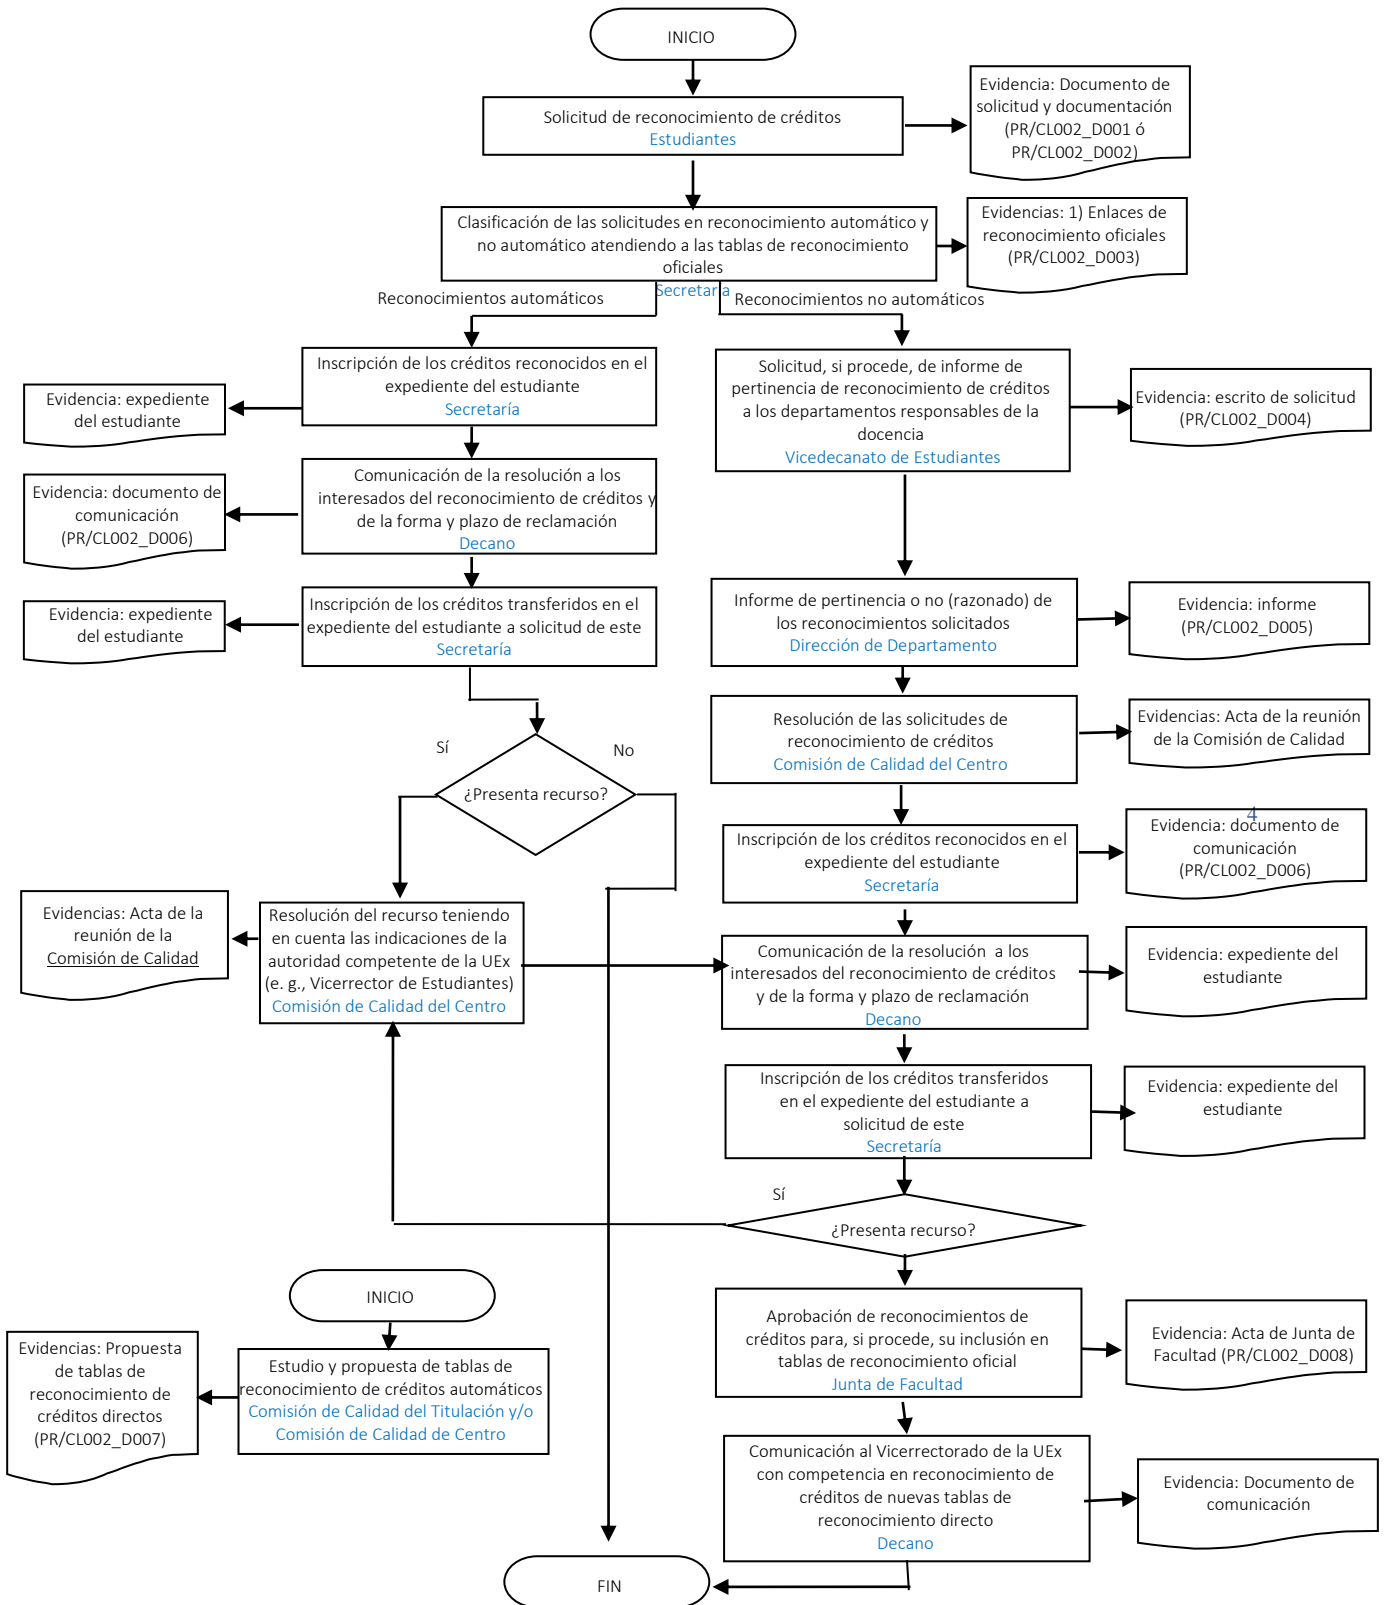 INICIO
Solicitud de reconocimiento de créditos
Estudiantes
Evidencia: Documento de
solicitud y documentación
(PR/CL002_D001 ó
PR/CL002_D002)
Clasificación de las solicitudes en reconocimiento automático y
no automático atendiendo a las tablas de reconocimiento
oficiales
Secretaría
Evidencias: 1) Enlaces de
reconocimiento oficiales
(PR/CL002_D003)
Reconocimientos automáticos
Reconocimientos no automáticos
Inscripción de los créditos reconocidos en el
expediente del estudiante
Secretaría
Evidencia: expediente
del estudiante
Solicitud, si procede, de informe de
pertinencia de reconocimiento de créditos
a los departamentos responsables de la
docencia
Vicedecanato de Estudiantes
Evidencia: escrito de solicitud
(PR/CL002_D004)
Comunicación de la resolución a los
interesados del reconocimiento de créditos y
de la forma y plazo de reclamación
Decano
Evidencia: documento de
comunicación
(PR/CL002_D006)
Inscripción de los créditos transferidos en el
expediente del estudiante a solicitud de este
Secretaría
Evidencia: expediente
del estudiante
Informe de pertinencia o no (razonado) de
los reconocimientos solicitados
Dirección de Departamento
Evidencia: informe
(PR/CL002_D005)
Resolución de las solicitudes de
reconocimiento de créditos
Comisión de Calidad del Centro
Evidencias: Acta de la reunión
de la Comisión de Calidad
Sí
No
¿Presenta recurso?
Inscripción de los créditos reconocidos en el
expediente del estudiante
Secretaría
4
Evidencia: documento de
comunicación
(PR/CL002_D006)
Evidencias: Acta de la
reunión de la
Comisión de Calidad
Resolución del recurso teniendo
en cuenta las indicaciones de la
autoridad competente de la UEx
(e. g., Vicerrector de Estudiantes)
Comisión de Calidad del Centro
Comunicación de la resolución a los
interesados del reconocimiento de créditos
y de la forma y plazo de reclamación
Decano
Evidencia: expediente del
estudiante
Inscripción de los créditos transferidos
en el expediente del estudiante a
solicitud de este
Secretaría
Evidencia: expediente del
estudiante
Sí
¿Presenta recurso?
INICIO
Estudio y propuesta de tablas de
reconocimiento de créditos automáticos
Comisión de Calidad del Titulación y/o
Comisión de Calidad de Centro
Evidencias: Propuesta
de tablas de
reconocimiento de
créditos directos
(PR/CL002_D007)
Aprobación de reconocimientos de
créditos para, si procede, su inclusión en
tablas de reconocimiento oficial
Junta de Facultad
Evidencia: Acta de Junta de
Facultad (PR/CL002_D008)
Comunicación al Vicerrectorado de la UEx
con competencia en reconocimiento de
créditos de nuevas tablas de
reconocimiento directo
Decano
Evidencia: Documento de
comunicación
FIN